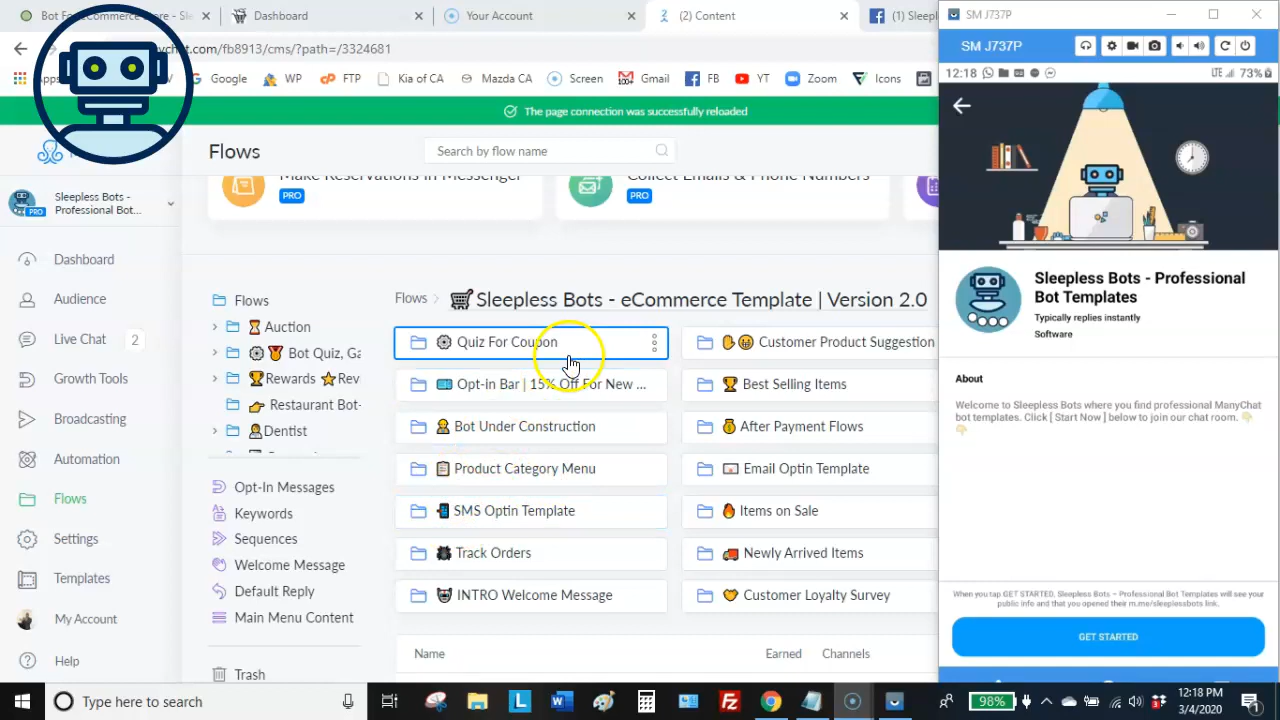 Bot F
eCommerce Store - Sl
Dashboard
Your Account
(2) Content
(1) Sleepl
SM J737P
ychat.com/fb8913/cms/?path=/3324681
SM J737P
Google
WP
FTP
Kia of CA
Mazda CA
Screen
Gmail
FB
YT
Zoom
Icons
12:18
LTE
73%
The page connection was successfully reloaded
Flows
Search by flow name
Make Reservations in Messenger
PRO
Collect Emails & Phone Numbers
PRO
Sleepless Bots -
Professional Bot...
PRO
Dashboard
Audience
Live Chat
2
Growth Tools
Broadcasting
Automation
Flows
Settings
Templates
My Account
Help
Flows
Auction
Bot Quiz, Ga
Rewards ⭐Rev
Restaurant Bot-
Dentist
Opt-In Messages
Keywords
Sequences
Welcome Message
Default Reply
Main Menu Content
Trash
Flows
Sleepless Bots - eCommerce Template | Version 2.0
Quiz For Coupon
Customer Product Suggestion
Opt-in Bar | 15% Off For New ...
Best Selling Items
Bot Under Construction
After Payment Flows
Product Category Menu
Email Optin Template
SMS Optin Template
Items on Sale
Track Orders
Newly Arrived Items
INTRO Welcome Message
Customer Loyalty Survey
Name
Earned
Channels
Sleepless Bots - Professional
Bot Templates
Typically replies instantly
Software
About
Welcome to Sleepless Bots where you find professional ManyChat
bot templates. Click [ Start Now ] below to join our chat room.
When you tap GET STARTED, Sleepless Bots - Professional Bot Templates will see your
public info and that you opened their m.me/sleeplessbots link.
GET STARTED
Type here to search
98%
12:18 PM
3/4/2020